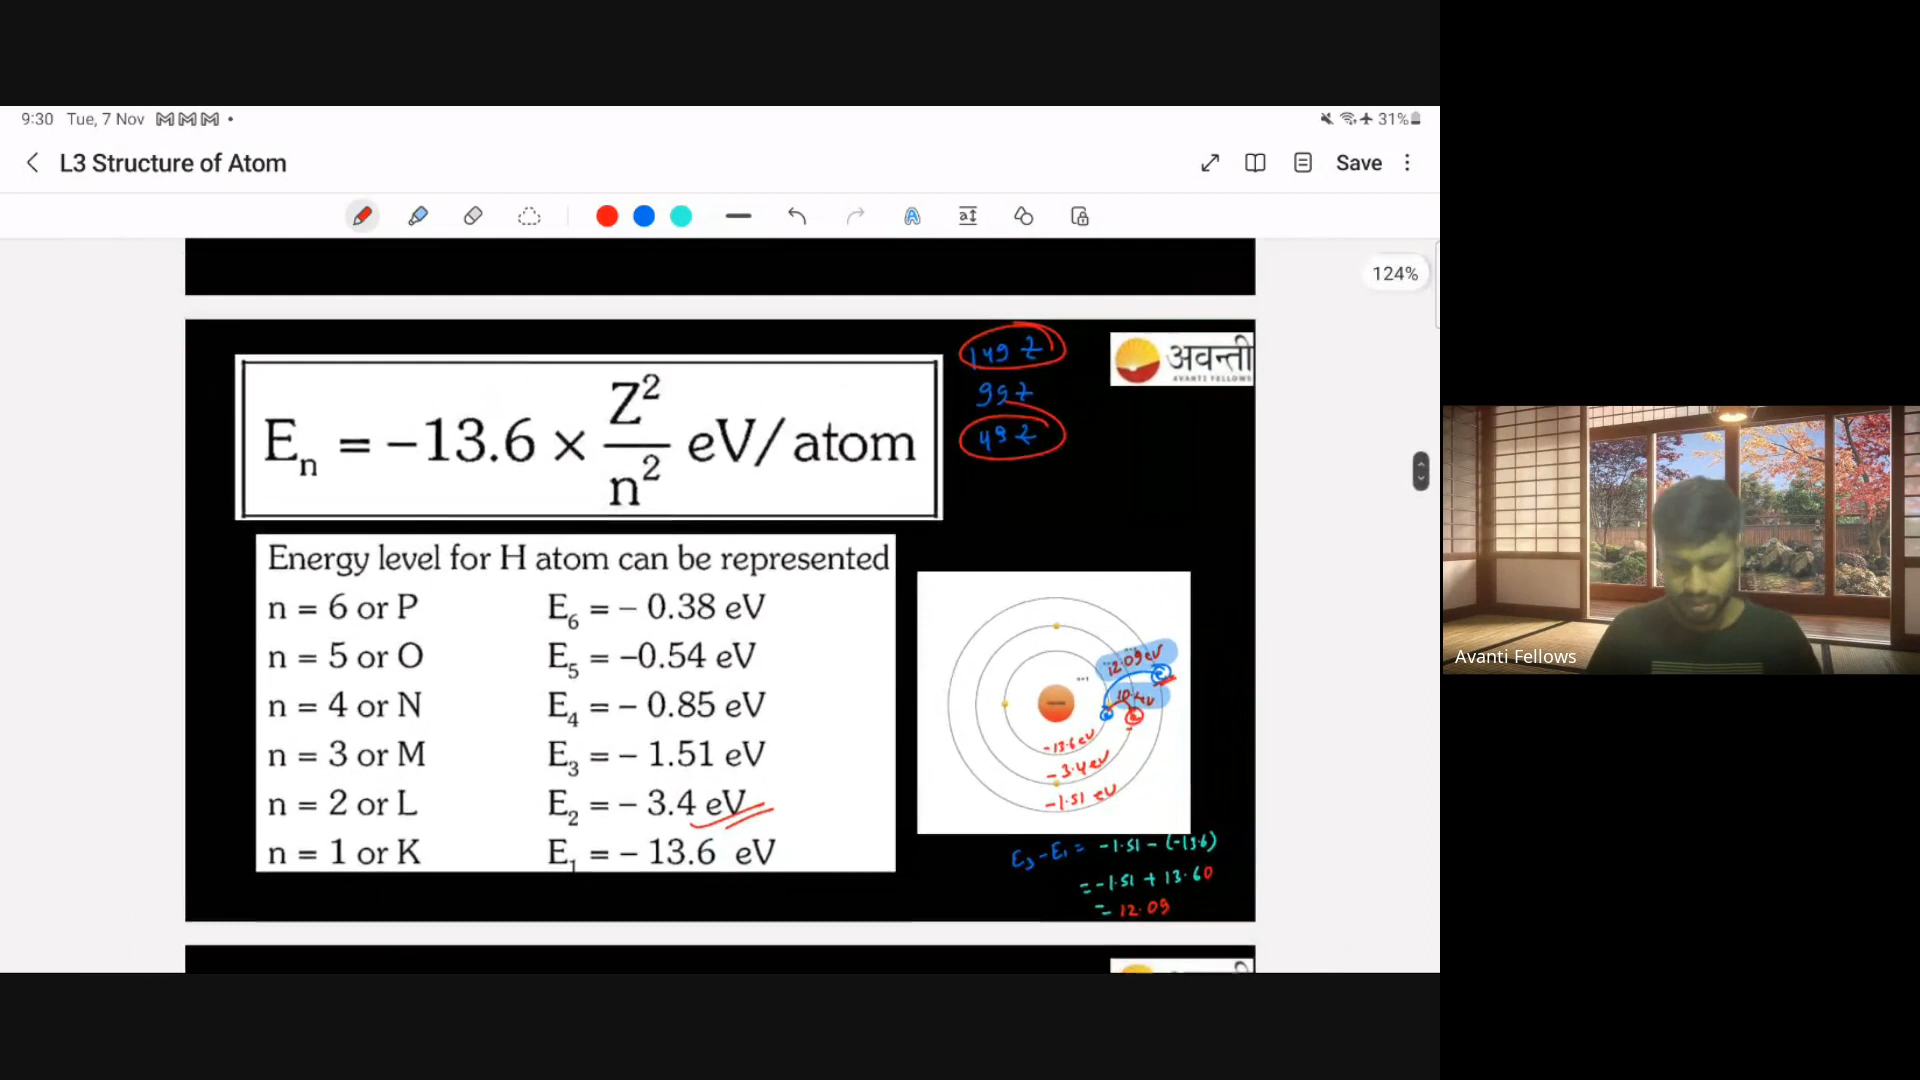 9:30 Tue, 7 Nov
31%
L3 Structure of Atom
Save
124%
149 Z
99 Z
49 Z
अवन्ती
AVANTI FELLOWS
Eₙ = −13.6 × Z²/n² eV/atom
Energy level for H atom can be represented
n = 6 or P E₆ = − 0.38 eV
n = 5 or O E₅ = −0.54 eV
n = 4 or N E₄ = − 0.85 eV
n = 3 or M E₃ = − 1.51 eV
n = 2 or L E₂ = − 3.4 eV
n = 1 or K E₁ = − 13.6 eV
12.09 eV
-13.6 eV
-3.4 eV
-1.51 eV
E₃ - E₁ = -1.51 - (-13.6)
= -1.51 + 13.60
= 12.09
Avanti Fellows